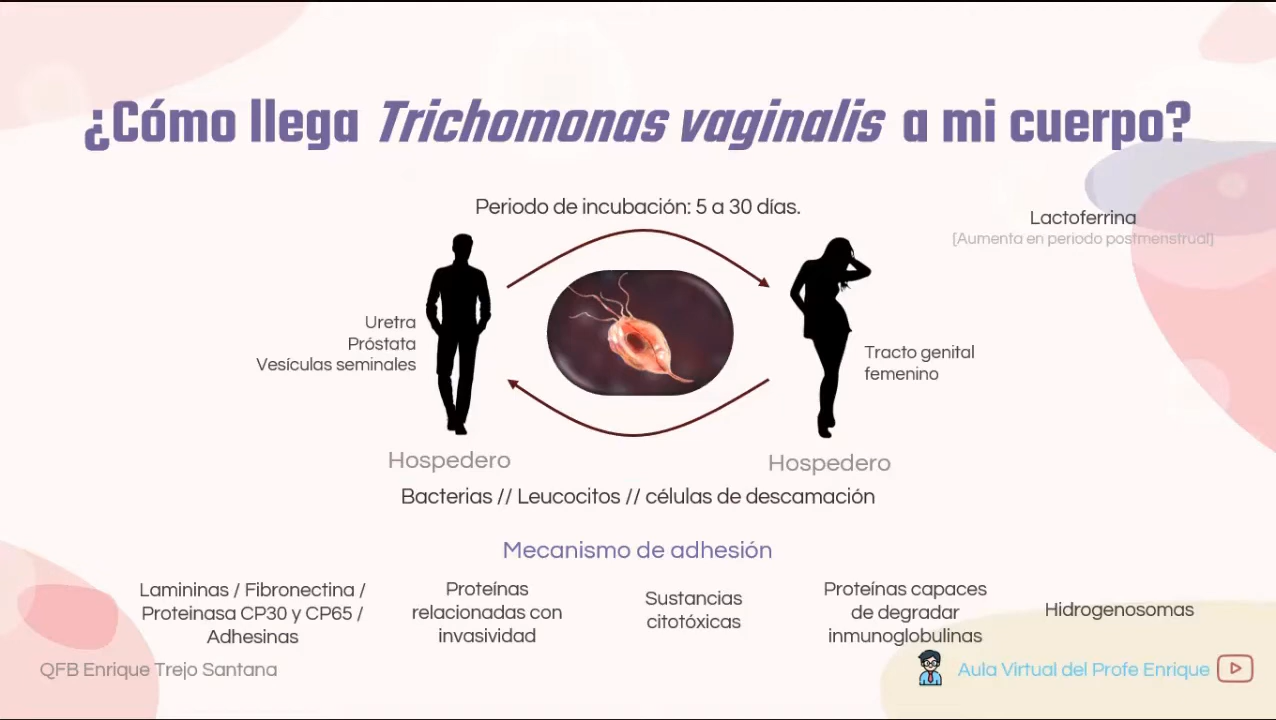 ¿Cómo llega Trichomonas vaginalis a mi cuerpo?
Periodo de incubación: 5 a 30 días.
Lactoferrina
(Aumenta en periodo postmenstrual)
Uretra
Próstata
Vesículas seminales
Tracto genital
femenino
Hospedero
Hospedero
Bacterias // Leucocitos // células de descamación
Mecanismo de adhesión
Lamininas / Fibronectina /
Proteinasa CP30 y CP65 /
Adhesinas
Proteínas
relacionadas con
invasividad
Sustancias
citotóxicas
Proteínas capaces
de degradar
inmunoglobulinas
Hidrogenosomas
QFB Enrique Trejo Santana
Aula Virtual del Profe Enrique